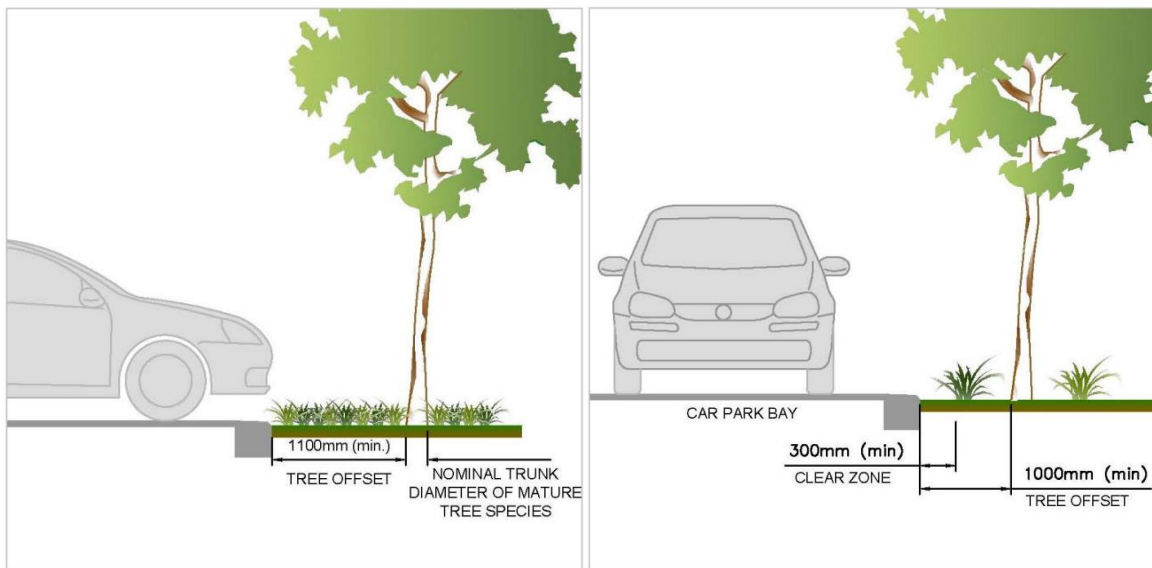 1100mm (min.)
TREE OFFSET
NOMINAL TRUNK
DIAMETER OF MATURE
TREE SPECIES
CAR PARK BAY
300mm (min)
CLEAR ZONE
1000mm (min)
TREE OFFSET